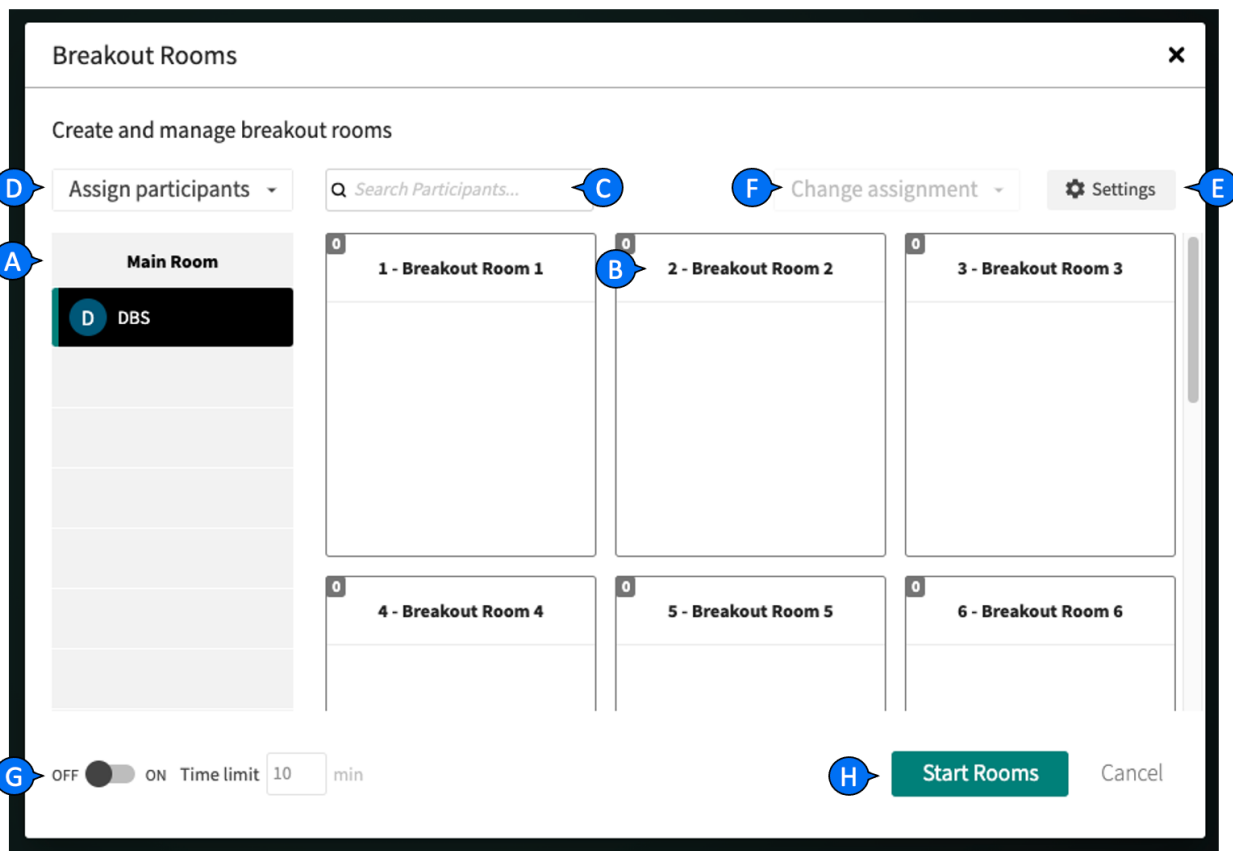 Breakout Rooms
Create and manage breakout rooms
D Assign participants
Search Participants... C
F Change assignment
Settings E
A Main Room
D DBS
0
1 - Breakout Room 1
0
B 2 - Breakout Room 2
0
3 - Breakout Room 3
0
4 - Breakout Room 4
0
5 - Breakout Room 5
0
6 - Breakout Room 6
G OFF ON Time limit 10 min
H Start Rooms Cancel